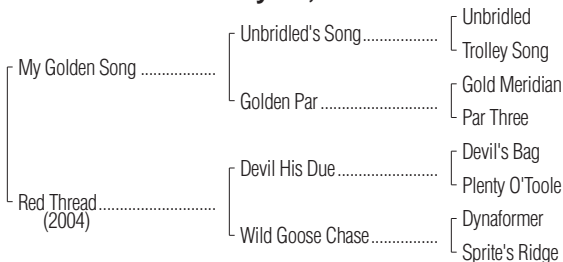 Unbridled
Unbridled's Song
Trolley Song
My Golden Song
Gold Meridian
Golden Par
Par Three
Devil's Bag
Devil His Due
Plenty O'Toole
Red Thread
(2004)
Dynaformer
Wild Goose Chase
Sprite's Ridge